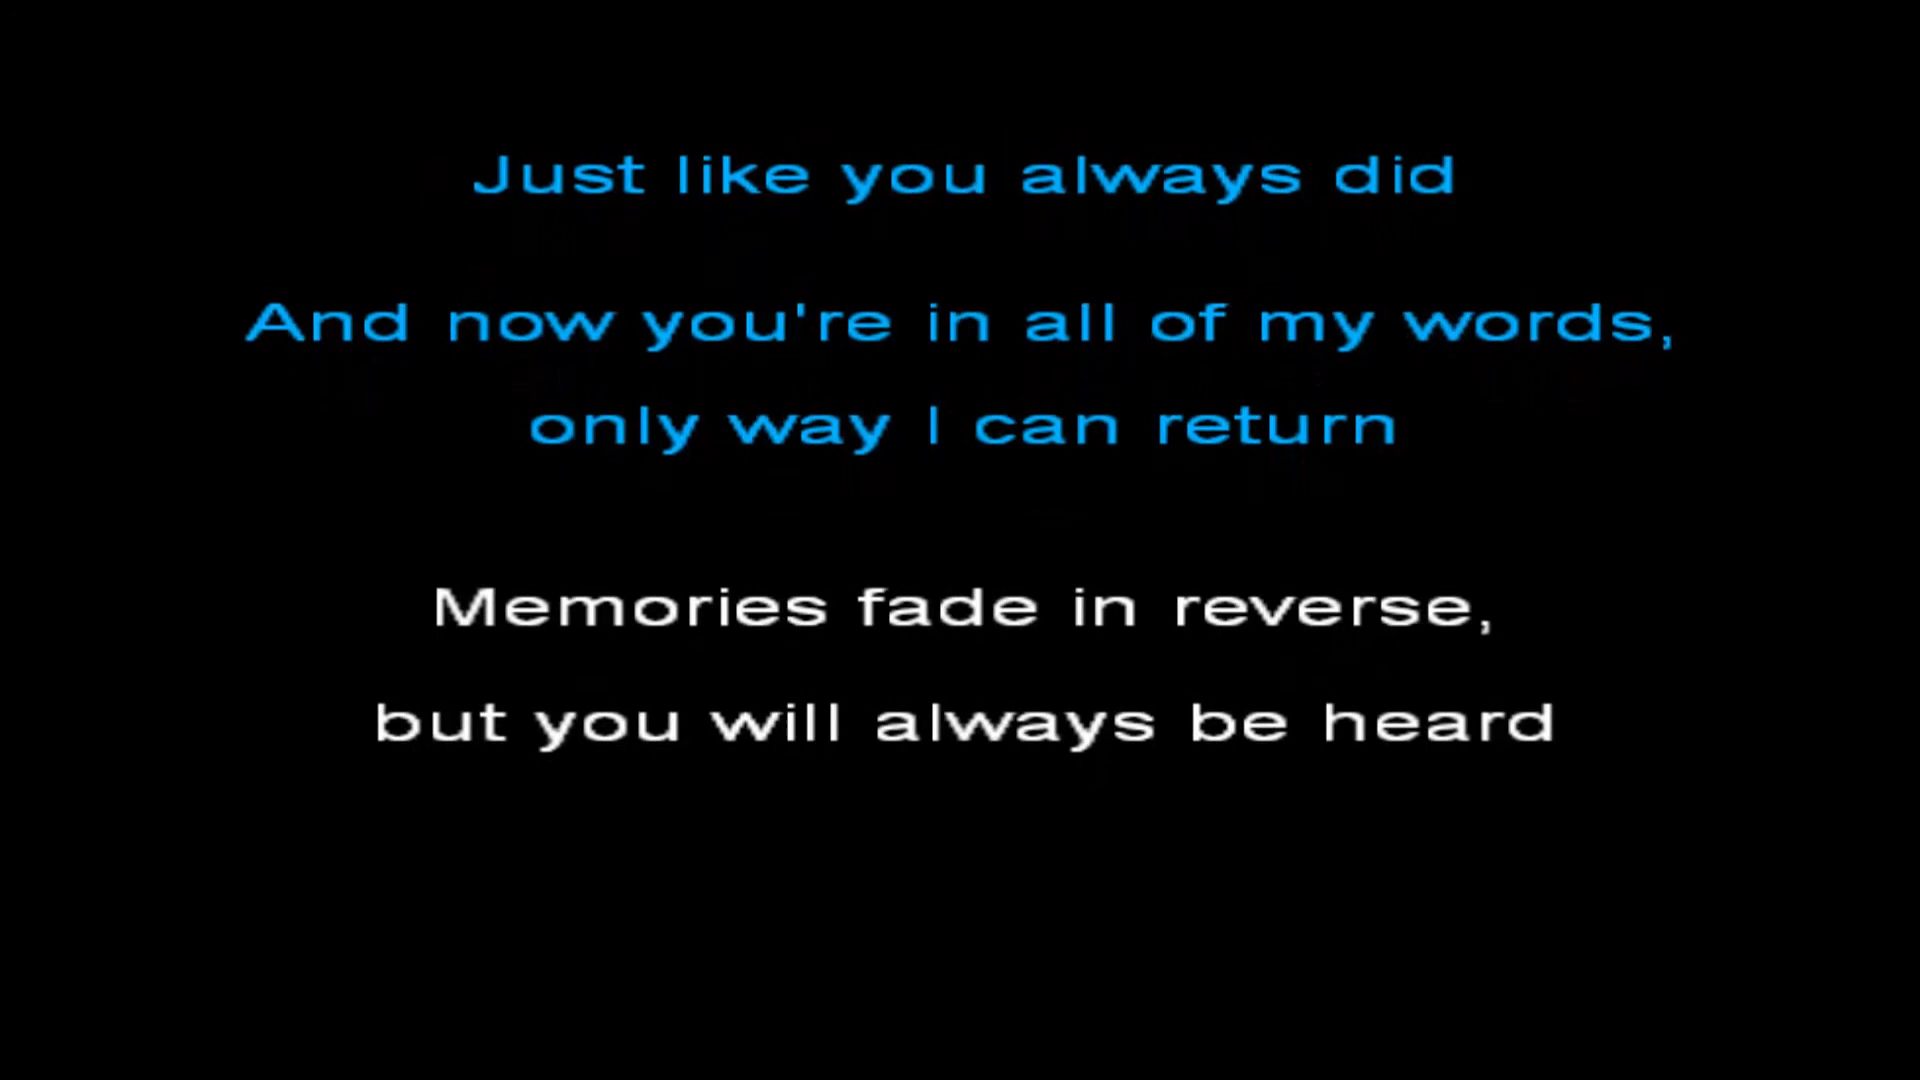 Just like you always did
And now you're in all of my words,
only way I can return
Memories fade in reverse,
but you will always be heard